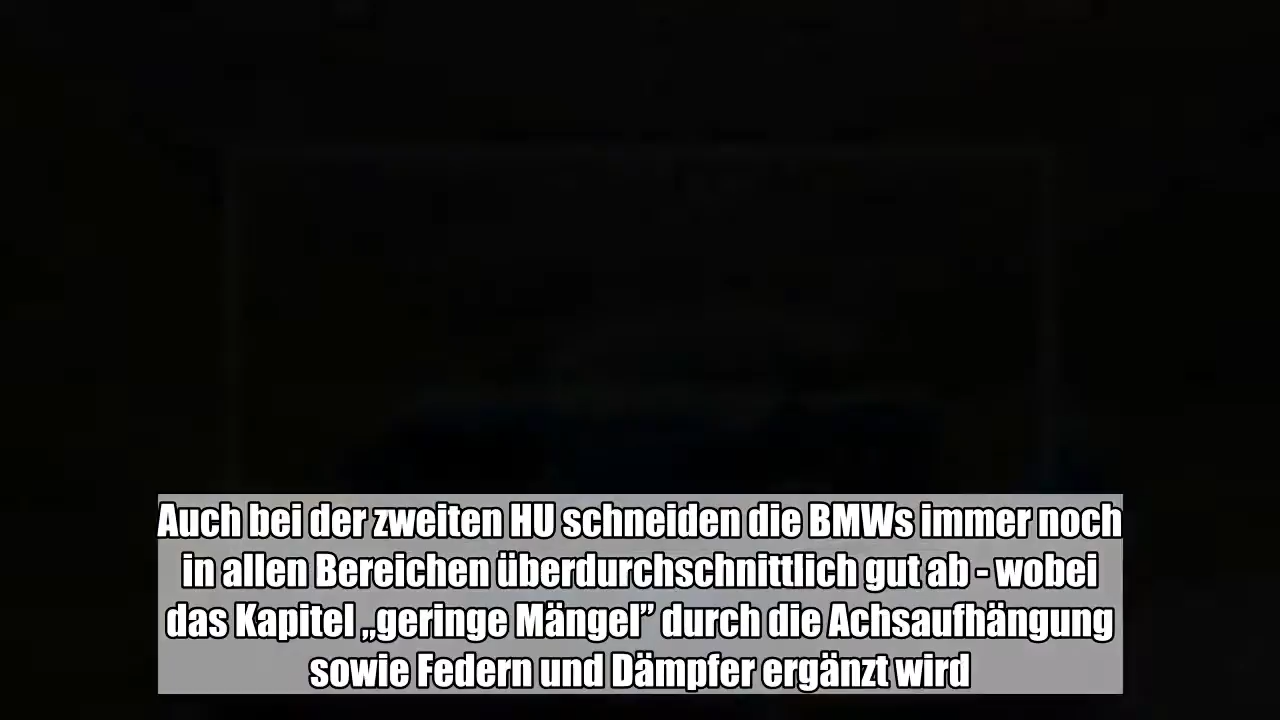 Auch bei der zweiten HU schneiden die BMWs immer noch
in allen Bereichen überdurchschnittlich gut ab - wobei
das Kapitel „geringe Mängel” durch die Achsaufhängung
sowie Federn und Dämpfer ergänzt wird